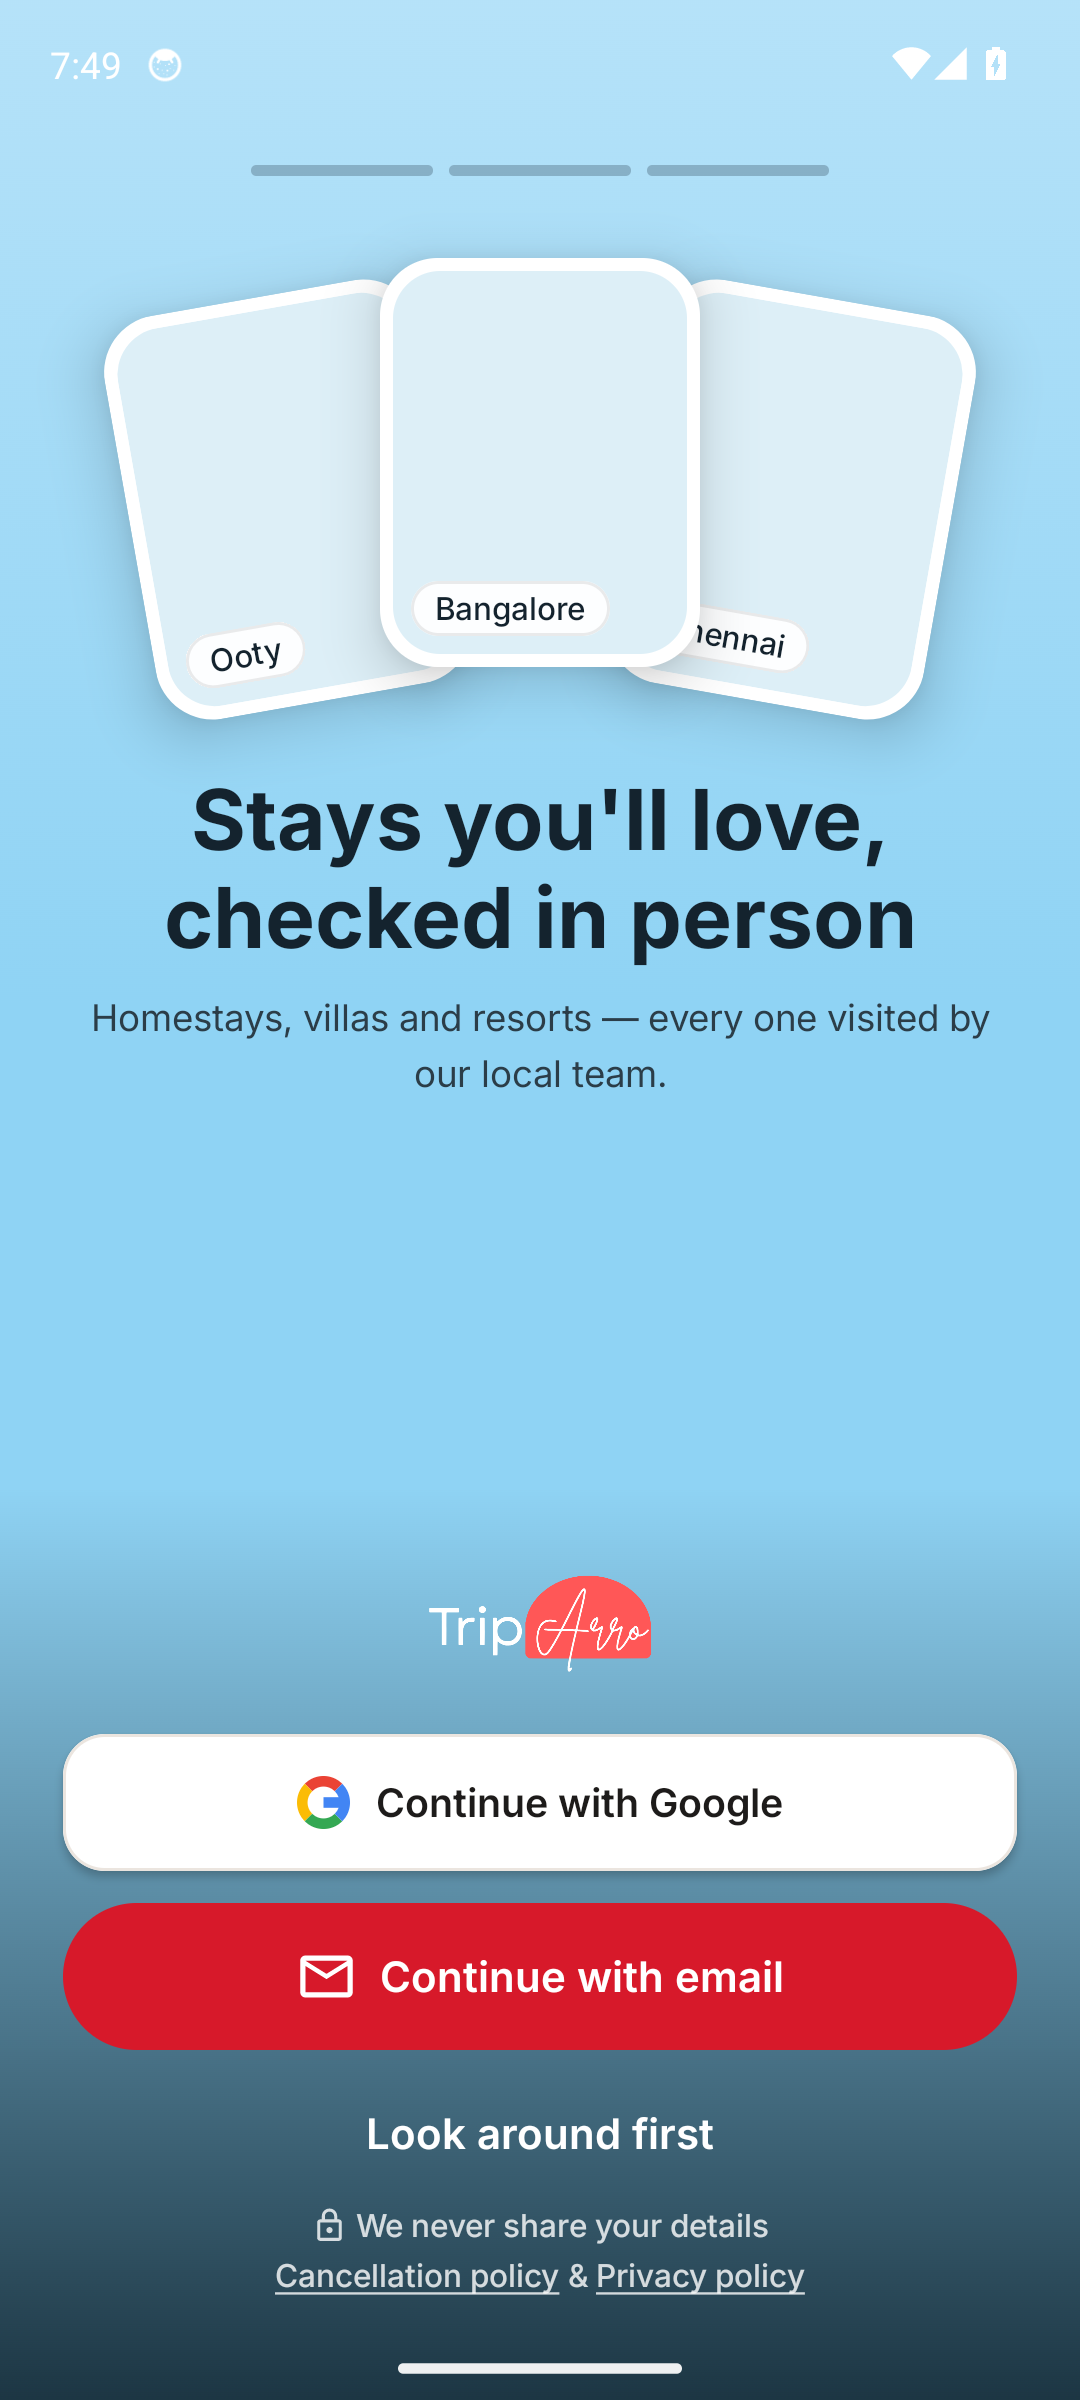 7:49
Ooty
Bangalore
hennai
Stays you'll love,
checked in person
Homestays, villas and resorts — every one visited by
our local team.
Trip Arro
Continue with Google
Continue with email
Look around first
We never share your details
Cancellation policy & Privacy policy